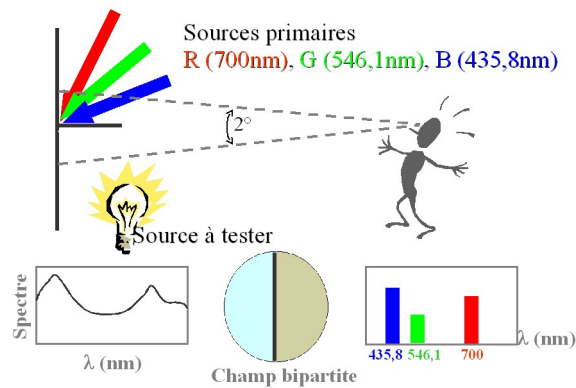 Sources primaires
R (700nm), G (546,1nm), B (435,8nm)
2°
Source à tester
Spectre
λ (nm)
Champ bipartite
435,8 546,1 700
λ (nm)